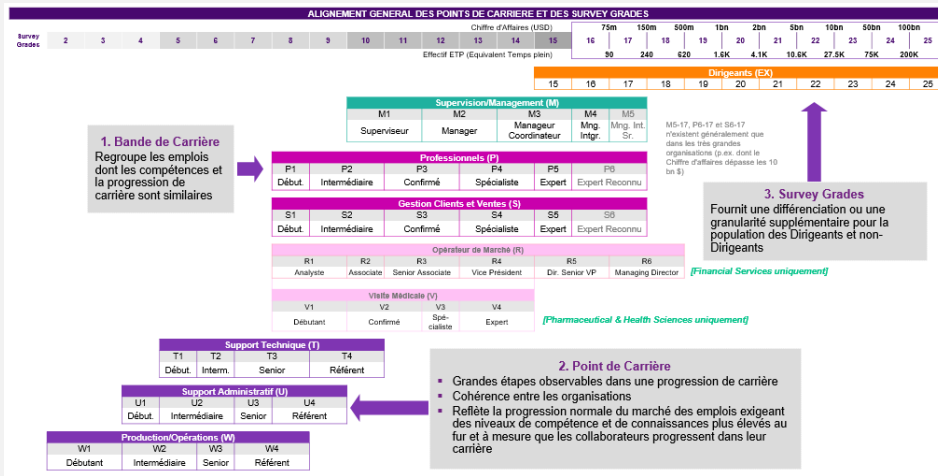 ALIGNEMENT GENERAL DES POINTS DE CARRIERE ET DES SURVEY GRADES
Chiffre d'Affaires (USD) 75m 150m 500m 1bn 2bn 5bn 10bn 50bn 100bn
Survey Grades 2 3 4 5 6 7 8 9 10 11 12 13 14 15 16 17 18 19 20 21 22 23 24 25
Effectif ETP (Equivalent Temps plein) 90 240 620 1.6K 4.1K 10.6K 27.5K 75K 200K
Dirigeants (EX)
15 16 17 18 19 20 21 22 23 24 25
Supervision/Management (M)
M1 M2 M3 M4 M5
Superviseur Manager Manageur Coordinateur Mng. Intgr. Mng. Int. Sr.
M5-17, P6-17 et S6-17
n'existent généralement que
dans les très grandes
organisations (p.ex. dont le
Chiffre d'affaires dépasse les 10
bn $)
1. Bande de Carrière
Regroupe les emplois
dont les compétences et
la progression de
carrière sont similaires
Professionnels (P)
P1 P2 P3 P4 P5 P6
Début. Intermédiaire Confirmé Spécialiste Expert Expert Reconnu
Gestion Clients et Ventes (S)
S1 S2 S3 S4 S5 S6
Début. Intermédiaire Confirmé Spécialiste Expert Expert Reconnu
3. Survey Grades
Fournit une différenciation ou une
granularité supplémentaire pour la
population des Dirigeants et non-
Dirigeants
Opérateur de Marché (R)
R1 R2 R3 R4 R5 R6
Analyste Associate Senior Associate Vice Président Dir. Senior VP Managing Director
[Financial Services uniquement]
Visite Médicale (V)
V1 V2 V3 V4
Débutant Confirmé Spé-cialiste Expert
[Pharmaceutical & Health Sciences uniquement]
Support Technique (T)
T1 T2 T3 T4
Début. Interm. Senior Référent
Support Administratif (U)
U1 U2 U3 U4
Début. Intermédiaire Senior Référent
Production/Opérations (W)
W1 W2 W3 W4
Débutant Intermédiaire Senior Référent
2. Point de Carrière
▪ Grandes étapes observables dans une progression de carrière
▪ Cohérence entre les organisations
▪ Reflète la progression normale du marché des emplois exigeant
des niveaux de compétence et de connaissances plus élevés au
fur et à mesure que les collaborateurs progressent dans leur
carrière